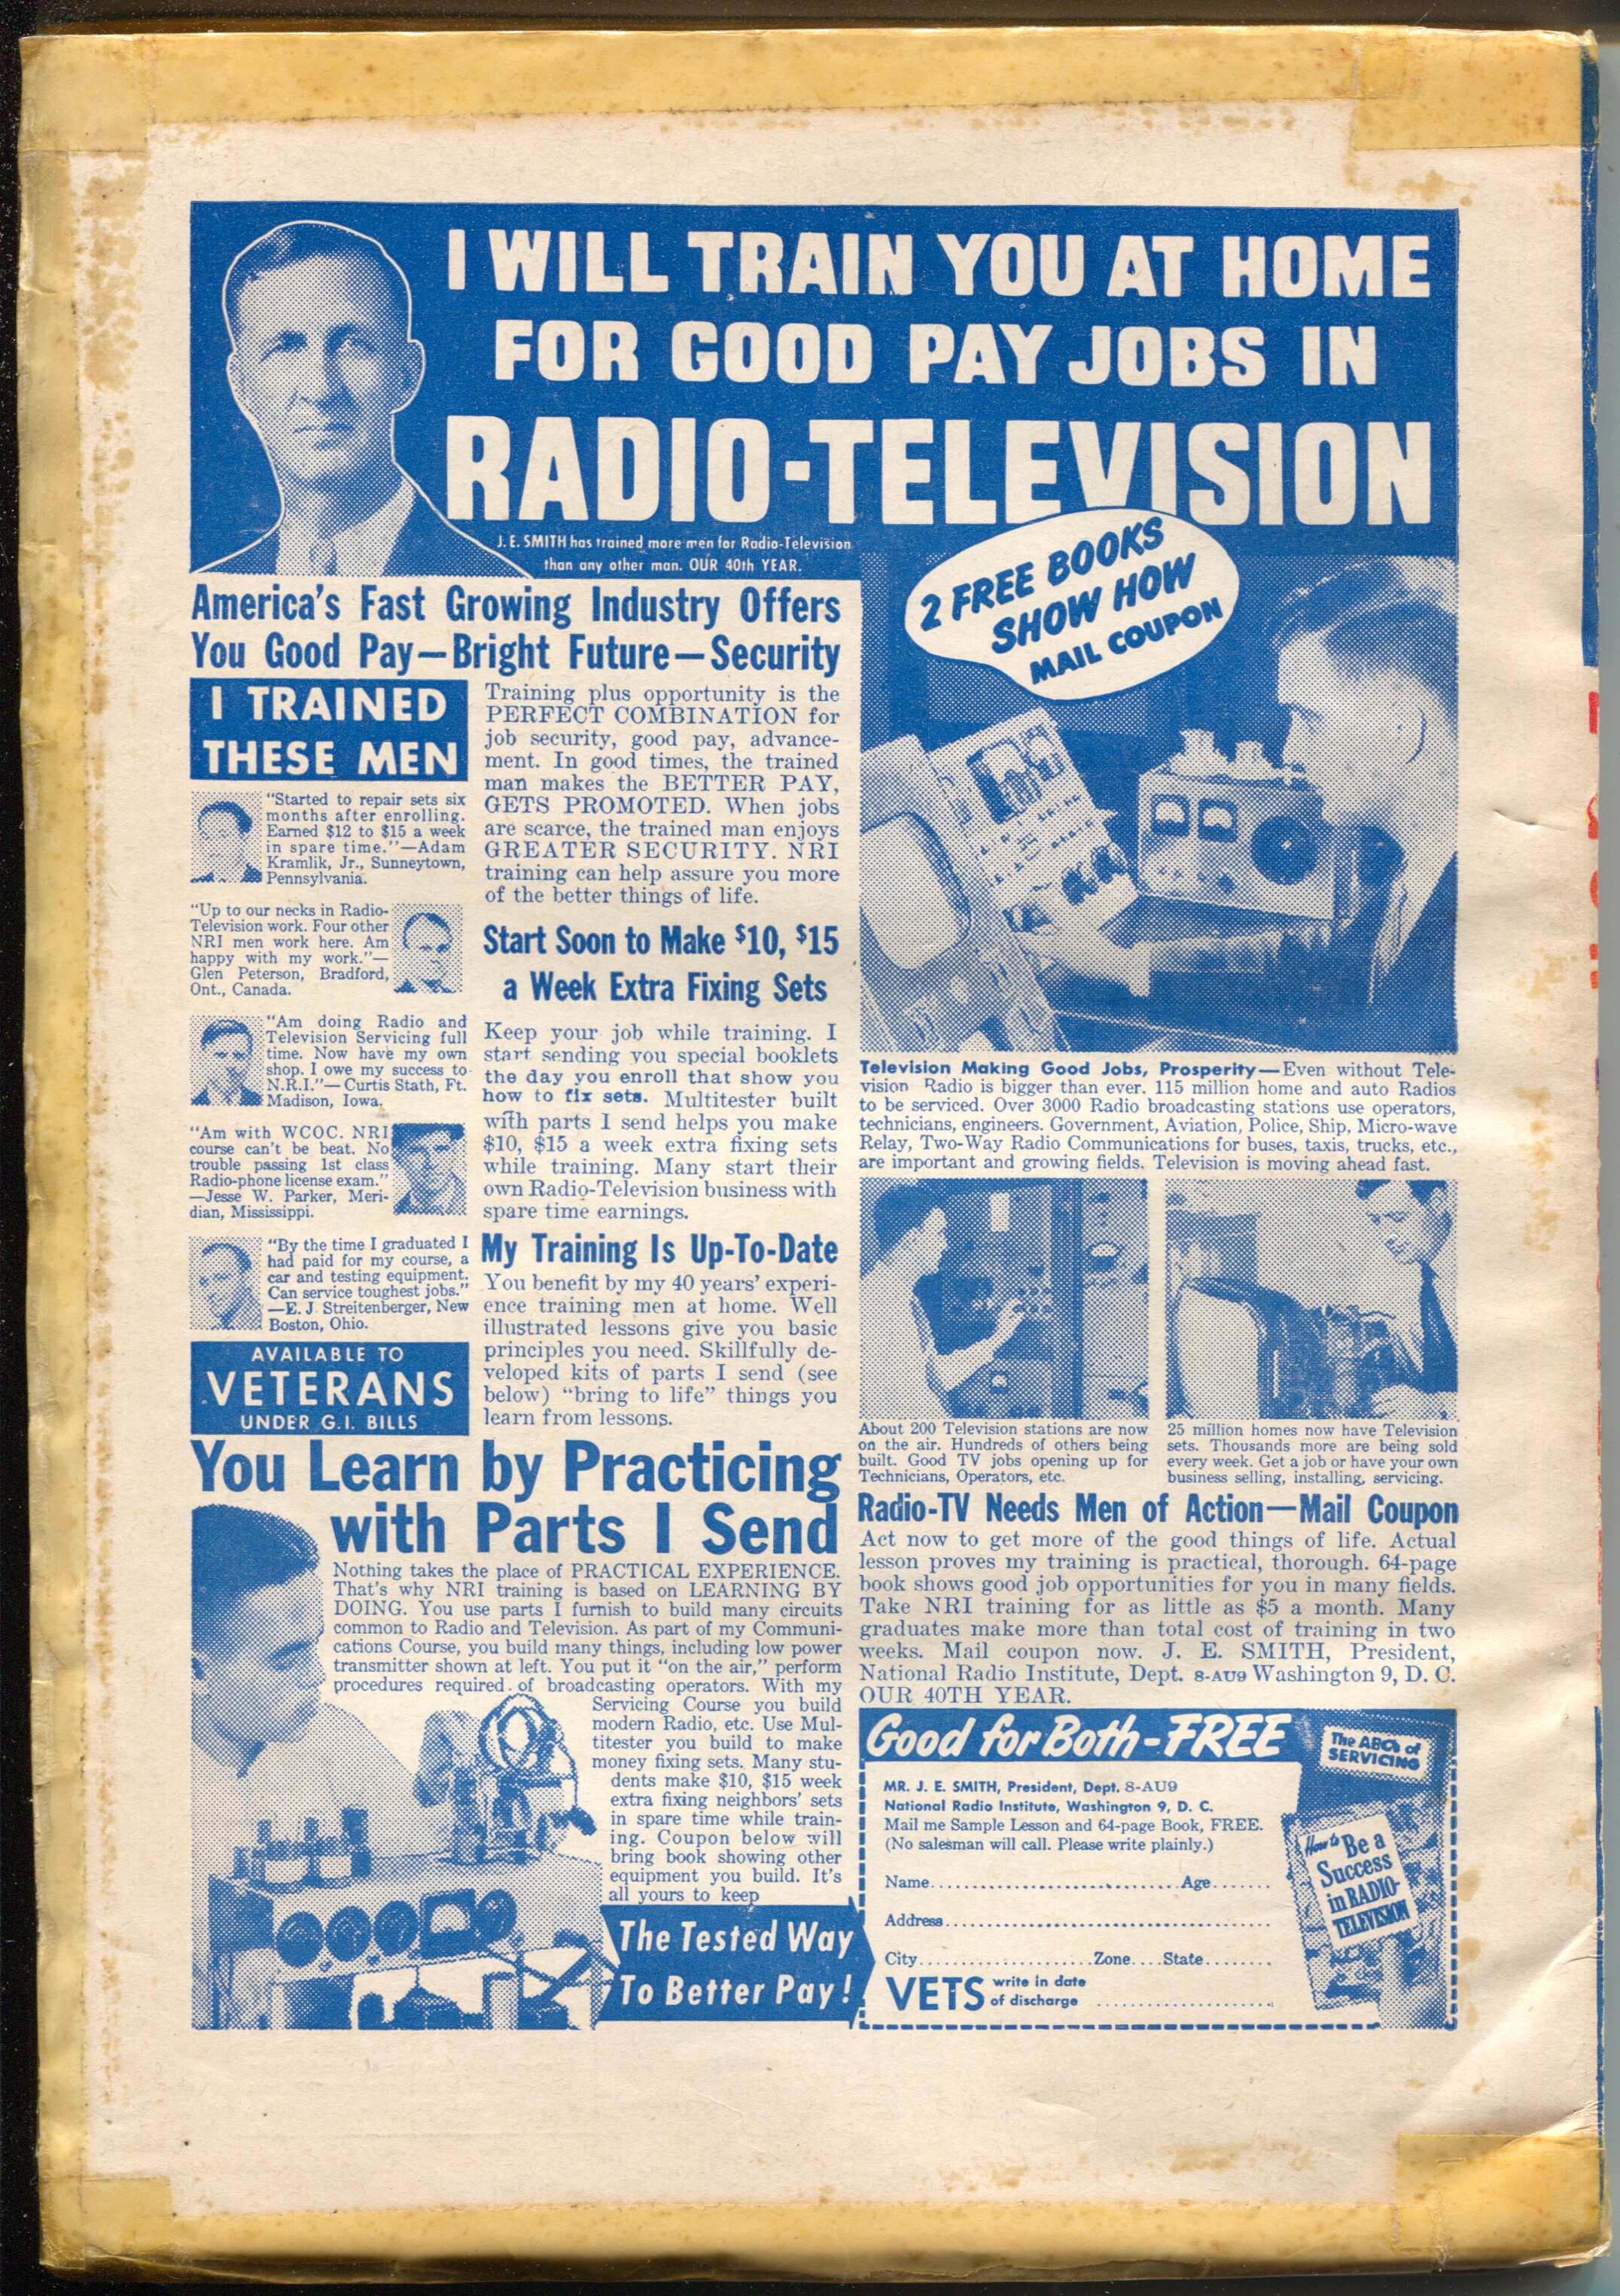 I WILL TRAIN YOU AT HOME
FOR GOOD PAY JOBS IN
RADIO-TELEVISION
J. E. SMITH has trained more men for Radio-Television
than any other man. OUR 40th YEAR.
2 FREE BOOKS
SHOW HOW
MAIL COUPON
America's Fast Growing Industry Offers
You Good Pay—Bright Future—Security
I TRAINED
THESE MEN
"Started to repair sets six
months after enrolling.
Earned $12 to $15 a week
in spare time."—Adam
Kramlik, Jr., Sunneytown,
Pennsylvania.
"Up to our necks in Radio-
Television work. Four other
NRI men work here. Am
happy with my work."—
Glen Peterson, Bradford,
Ont., Canada.
"Am doing Radio and
Television Servicing full
time. Now have my own
shop. I owe my success to
N.R.I."— Curtis Stath, Ft.
Madison, Iowa.
"Am with WCOC. NRI
course can't be beat. No
trouble passing 1st class
Radio-phone license exam."
—Jesse W. Parker, Meri-
dian, Mississippi.
"By the time I graduated I
had paid for my course, a
car and testing equipment.
Can service toughest jobs."
—E. J. Streitenberger, New
Boston, Ohio.
AVAILABLE TO
VETERANS
UNDER G.I. BILLS
Training plus opportunity is the
PERFECT COMBINATION for
job security, good pay, advance-
ment. In good times, the trained
man makes the BETTER PAY,
GETS PROMOTED. When jobs
are scarce, the trained man enjoys
GREATER SECURITY. NRI
training can help assure you more
of the better things of life.
Start Soon to Make $10, $15
a Week Extra Fixing Sets
Keep your job while training. I
start sending you special booklets
the day you enroll that show you
how to fix sets. Multitester built
with parts I send helps you make
$10, $15 a week extra fixing sets
while training. Many start their
own Radio-Television business with
spare time earnings.
My Training Is Up-To-Date
You benefit by my 40 years' experi-
ence training men at home. Well
illustrated lessons give you basic
principles you need. Skillfully de-
veloped kits of parts I send (see
below) "bring to life" things you
learn from lessons.
Television Making Good Jobs, Prosperity—Even without Tele-
vision Radio is bigger than ever. 115 million home and auto Radios
to be serviced. Over 3000 Radio broadcasting stations use operators,
technicians, engineers. Government, Aviation, Police, Ship, Micro-wave
Relay, Two-Way Radio Communications for buses, taxis, trucks, etc.,
are important and growing fields. Television is moving ahead fast.
About 200 Television stations are now
on the air. Hundreds of others being
built. Good TV jobs opening up for
Technicians, Operators, etc.
25 million homes now have Television
sets. Thousands more are being sold
every week. Get a job or have your own
business selling, installing, servicing.
You Learn by Practicing
with Parts I Send
Nothing takes the place of PRACTICAL EXPERIENCE.
That's why NRI training is based on LEARNING BY
DOING. You use parts I furnish to build many circuits
common to Radio and Television. As part of my Communi-
cations Course, you build many things, including low power
transmitter shown at left. You put it "on the air," perform
procedures required of broadcasting operators. With my
Servicing Course you build
modern Radio, etc. Use Mul-
titester you build to make
money fixing sets. Many stu-
dents make $10, $15 week
extra fixing neighbors' sets
in spare time while train-
ing. Coupon below will
bring book showing other
equipment you build. It's
all yours to keep
The Tested Way
To Better Pay!
Radio-TV Needs Men of Action—Mail Coupon
Act now to get more of the good things of life. Actual
lesson proves my training is practical, thorough. 64-page
book shows good job opportunities for you in many fields.
Take NRI training for as little as $5 a month. Many
graduates make more than total cost of training in two
weeks. Mail coupon now. J. E. SMITH, President,
National Radio Institute, Dept. 8-AU9 Washington 9, D. C.
OUR 40TH YEAR.
Good for Both - FREE
MR. J. E. SMITH, President, Dept. 8-AU9
National Radio Institute, Washington 9, D. C.
Mail me Sample Lesson and 64-page Book, FREE.
(No salesman will call. Please write plainly.)
Name..............................Age.......
Address.......................................
City.....................Zone....State........
VETS write in date
of discharge ......................
The ABC's of
SERVICING
How to Be a
Success
in RADIO-
TELEVISION